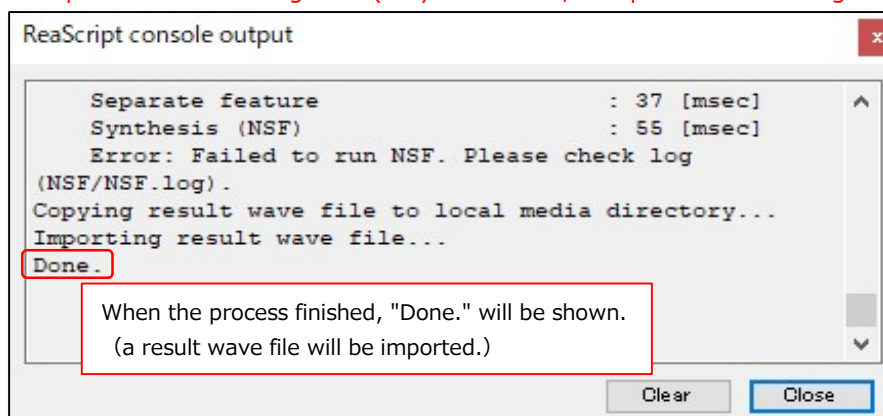 ReaScript console output
x
Separate feature : 37 [msec]
Synthesis (NSF) : 55 [msec]
Error: Failed to run NSF. Please check log
(NSF/NSF.log).
Copying result wave file to local media directory...
Importing result wave file...
Done.
When the process finished, "Done." will be shown.
（a result wave file will be imported.）
Clear
Close